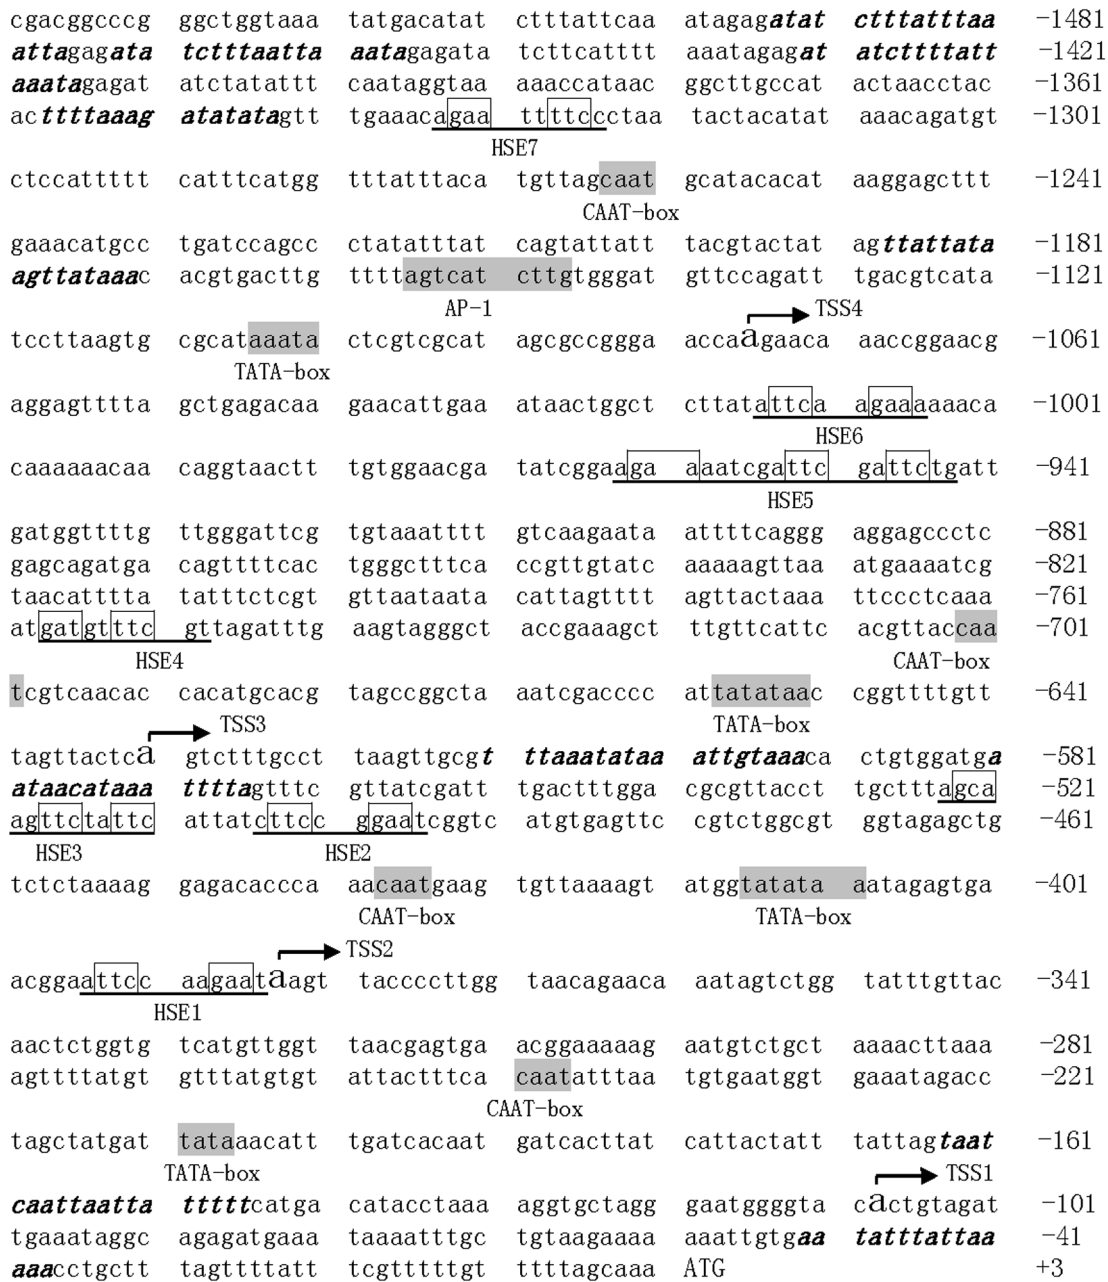 cgacggcccg gggctggtaaa tatgacatat cctttattcaa atagagatat ctttatttaa -1481
attagagata tctttaatta aatagagata tcttcatttt aaatagagat atcttttatt -1421
aaatagagat atctatattt caataggtaa aaaccataac ggcttgccat actaacctac -1361
acttttaaag atatatagtt tgaaacagaa ttttccctaa tactacatat aaacagatgt -1301
HSE7
ctccattttt catttcatgg tttatttaca tgttagcaat gcatacacat aaggagcttt -1241
CAAT-box
gaaacatgcc tgatccagcc ctatatttat cagtattatt tacgtactat agttattata -1181
agttataaac acgtgacttg ttttagtcat cttgtgggat gttccagatt tgacgtcata -1121
AP-1 TSS4
tccttaagtg cgcataaata ctcgtcgcat agcgccggga accaagaaca aaccggaacg -1061
TATA-box
aggagtttta gctgagacaa gaacattgaa ataactggct cttatattca agaaaaaaca -1001
HSE6
caaaaaacaa caggtaactt tgtggaacga tatcggaaga aaatcgattc gattctgatt -941
HSE5
gatggttttg ttgggattcg tgtaaatttt gtcaagaata attttcaggg aggagccctc -881
gagcagatga cagttttcac tgggctttca ccgttgtatc aaaaagttaa atgaaaatcg -821
taacatttta tatttctcgt gttaataata cattagtttt agttactaaa ttccctcaaa -761
atgatgtttc gttagatttg aagtagggct accgaaagct ttgttcattc acgttaccaa -701
HSE4 CAAT-box
tcgtcaacac cacatgcacg tagccggcta aatcgacccc attatataac cggttttgtt -641
TSS3 TATA-box
tagttactca gtctttgcct taagttgcgt ttaaatataa attgtaaaca ctgtggatga -581
ataacataaa ttttagtttc gttatcgatt tgactttgga cgcgttacct tgctttagca -521
agttctattc attatcttcc ggaatcggtc atgtgagttc cgtctggcgt ggtagagctg -461
HSE3 HSE2
tctctaaaag gagacaccca aacaatgaag tgttaaaagt atggtatata aatagagtga -401
CAAT-box TATA-box
TSS2
acggaattcc aagaataagt taccccttgg taacagaaca aatagtctgg tatttgttac -341
HSE1
aactctggtg tcatgttggt taacgagtga acggaaaaag aatgtctgct aaaacttaaa -281
agttttatgt gtttatgtgt attactttca caatatttaa tgtgaatggt gaaatagacc -221
CAAT-box
tagctatgat tataaacatt tgatcacaat gatcacttat cattactatt tattagtaat -161
TATA-box TSS1
caattaatta tttttcatga catacctaaa aggtgctagg gaatggggta cactgtagat -101
tgaaataggc agagatgaaa taaaatttgc tgtaagaaaa aaattgtgaa tatttattaa -41
aaacctgctt tagttttatt tcgtttttgt ttttagcaaa ATG +3